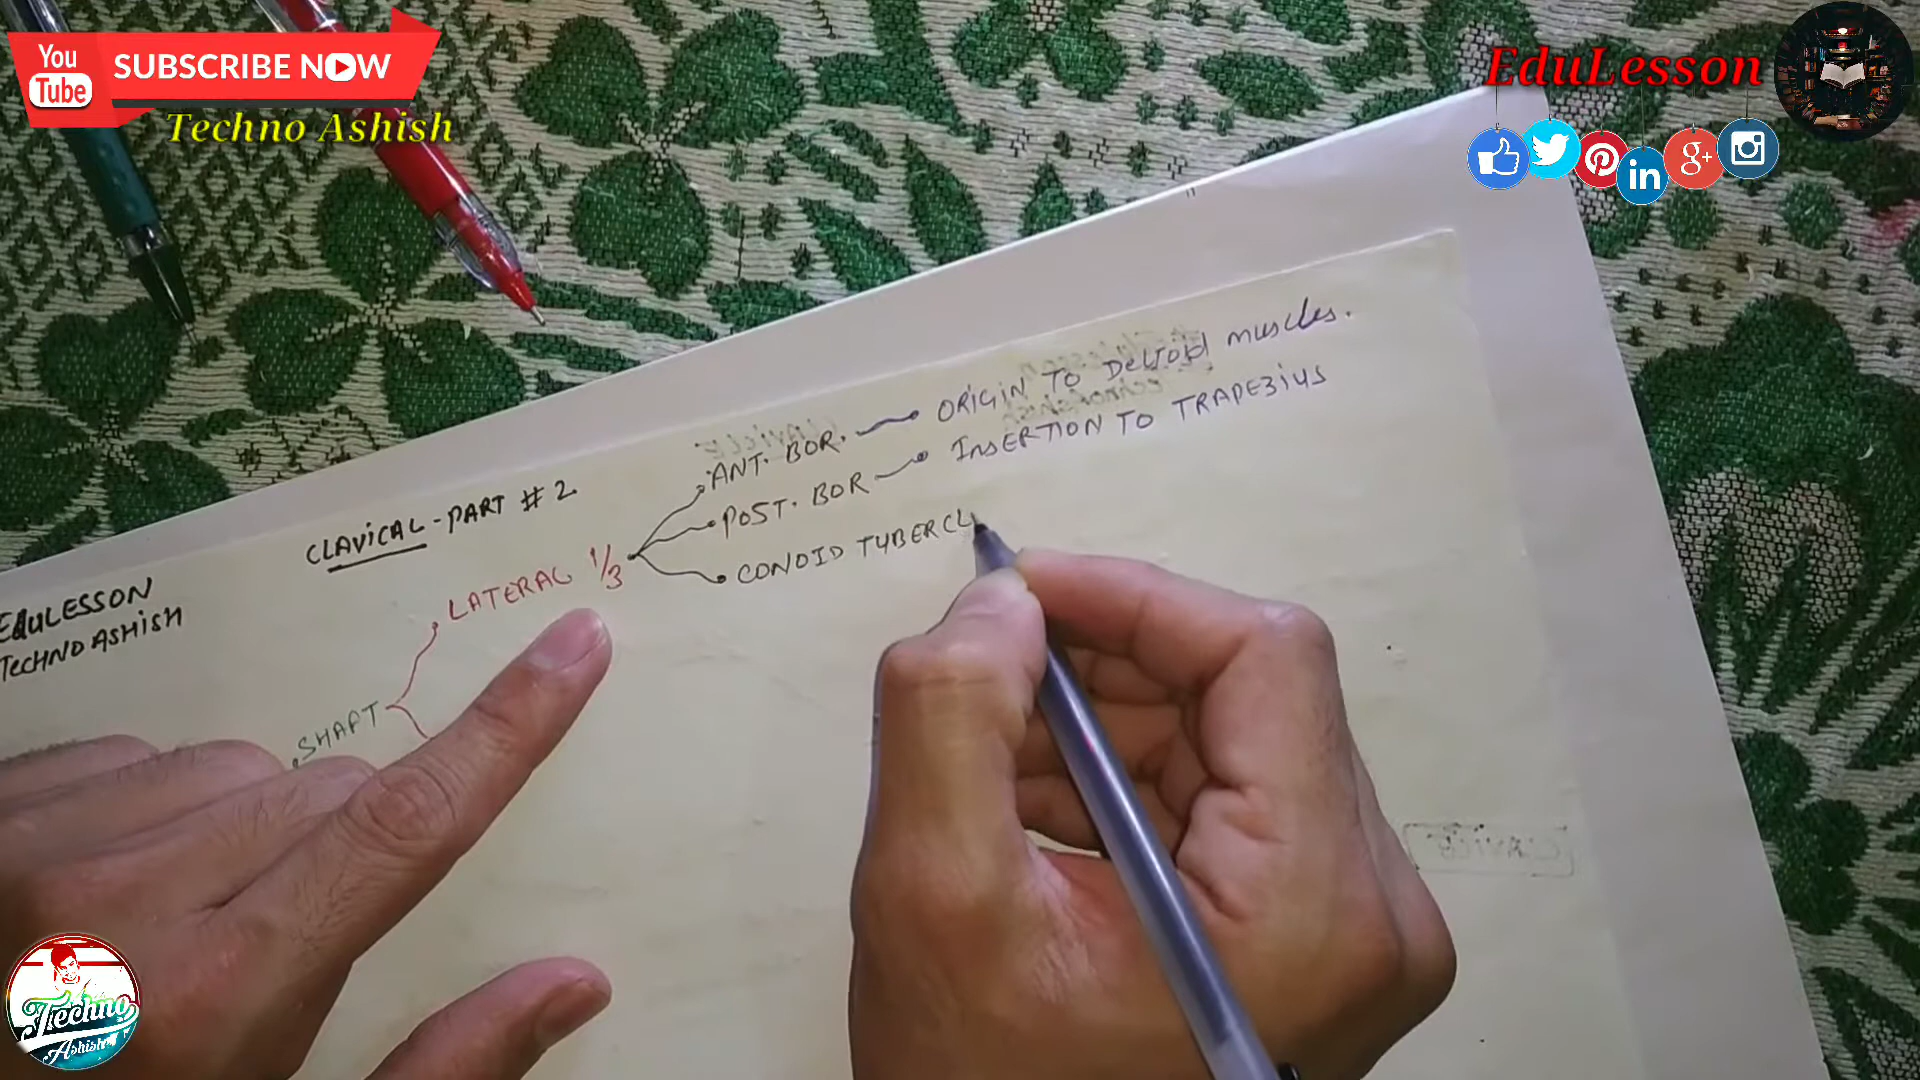 You
Tube
SUBSCRIBE NOW
Techno Ashish
EduLesson
CLAVICAL - PART # 2
EduLESSON
TECHNO ASHISH
SHAFT
LATERAL 1/3
ANT. BOR. ORIGIN TO DELTOID muscles.
POST. BOR INSERTION TO TRAPEZIUS
CONOID TUBERCL
Techno
Ashish